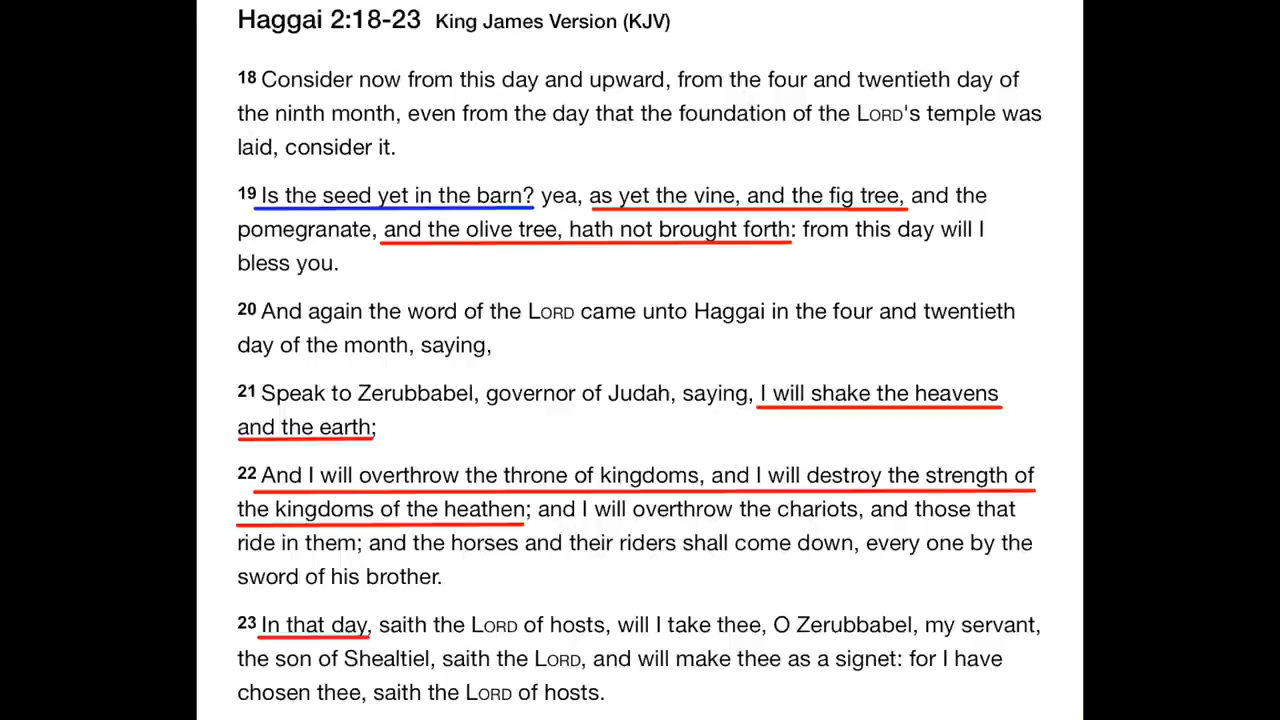 Haggai 2:18-23 King James Version (KJV)
18 Consider now from this day and upward, from the four and twentieth day of
the ninth month, even from the day that the foundation of the LORD's temple was
laid, consider it.
19 Is the seed yet in the barn? yea, as yet the vine, and the fig tree, and the
pomegranate, and the olive tree, hath not brought forth: from this day will I
bless you.
20 And again the word of the LORD came unto Haggai in the four and twentieth
day of the month, saying,
21 Speak to Zerubbabel, governor of Judah, saying, I will shake the heavens
and the earth;
22 And I will overthrow the throne of kingdoms, and I will destroy the strength of
the kingdoms of the heathen; and I will overthrow the chariots, and those that
ride in them; and the horses and their riders shall come down, every one by the
sword of his brother.
23 In that day, saith the LORD of hosts, will I take thee, O Zerubbabel, my servant,
the son of Shealtiel, saith the LORD, and will make thee as a signet: for I have
chosen thee, saith the LORD of hosts.